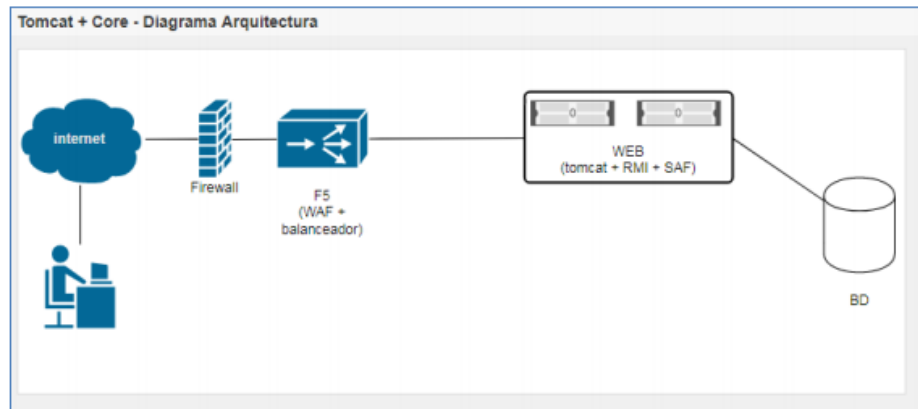 Tomcat + Core - Diagrama Arquitectura
internet
Firewall
F5
(WAF +
balanceador)
0
0
WEB
(tomcat + RMI + SAF)
BD